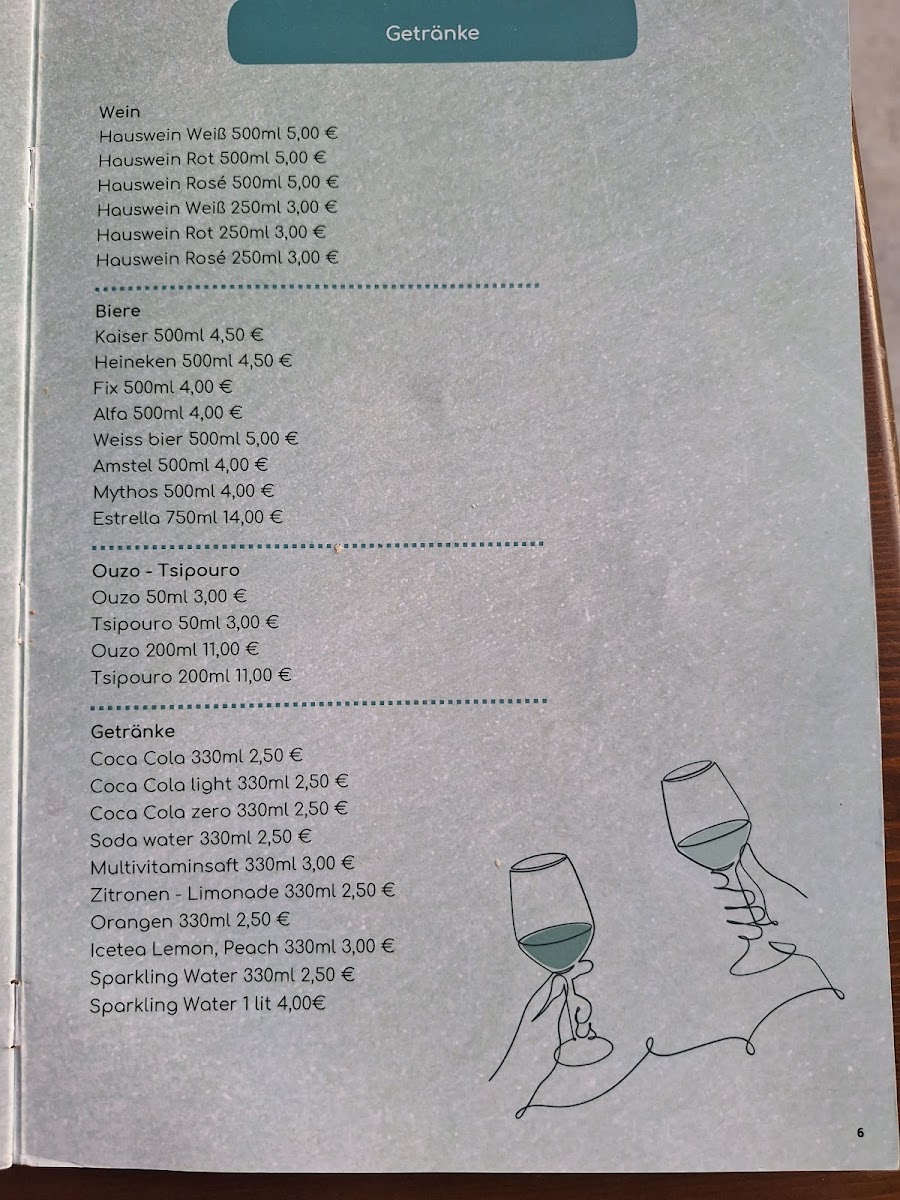 Getränke
Wein
Hauswein Weiß 500ml 5,00 €
Hauswein Rot 500ml 5,00 €
Hauswein Rosé 500ml 5,00 €
Hauswein Weiß 250ml 3,00 €
Hauswein Rot 250ml 3,00 €
Hauswein Rosé 250ml 3,00 €
Biere
Kaiser 500ml 4,50 €
Heineken 500ml 4,50 €
Fix 500ml 4,00 €
Alfa 500ml 4,00 €
Weiss bier 500ml 5,00 €
Amstel 500ml 4,00 €
Mythos 500ml 4,00 €
Estrella 750ml 14,00 €
Ouzo - Tsipouro
Ouzo 50ml 3,00 €
Tsipouro 50ml 3,00 €
Ouzo 200ml 11,00 €
Tsipouro 200ml 11,00 €
Getränke
Coca Cola 330ml 2,50 €
Coca Cola light 330ml 2,50 €
Coca Cola zero 330ml 2,50 €
Soda water 330ml 2,50 €
Multivitaminsaft 330ml 3,00 €
Zitronen - Limonade 330ml 2,50 €
Orangen 330ml 2,50 €
Icetea Lemon, Peach 330ml 3,00 €
Sparkling Water 330ml 2,50 €
Sparkling Water 1 lit 4,00€
6